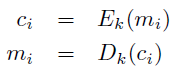 c_i = E_k(m_i)
m_i = D_k(c_i)